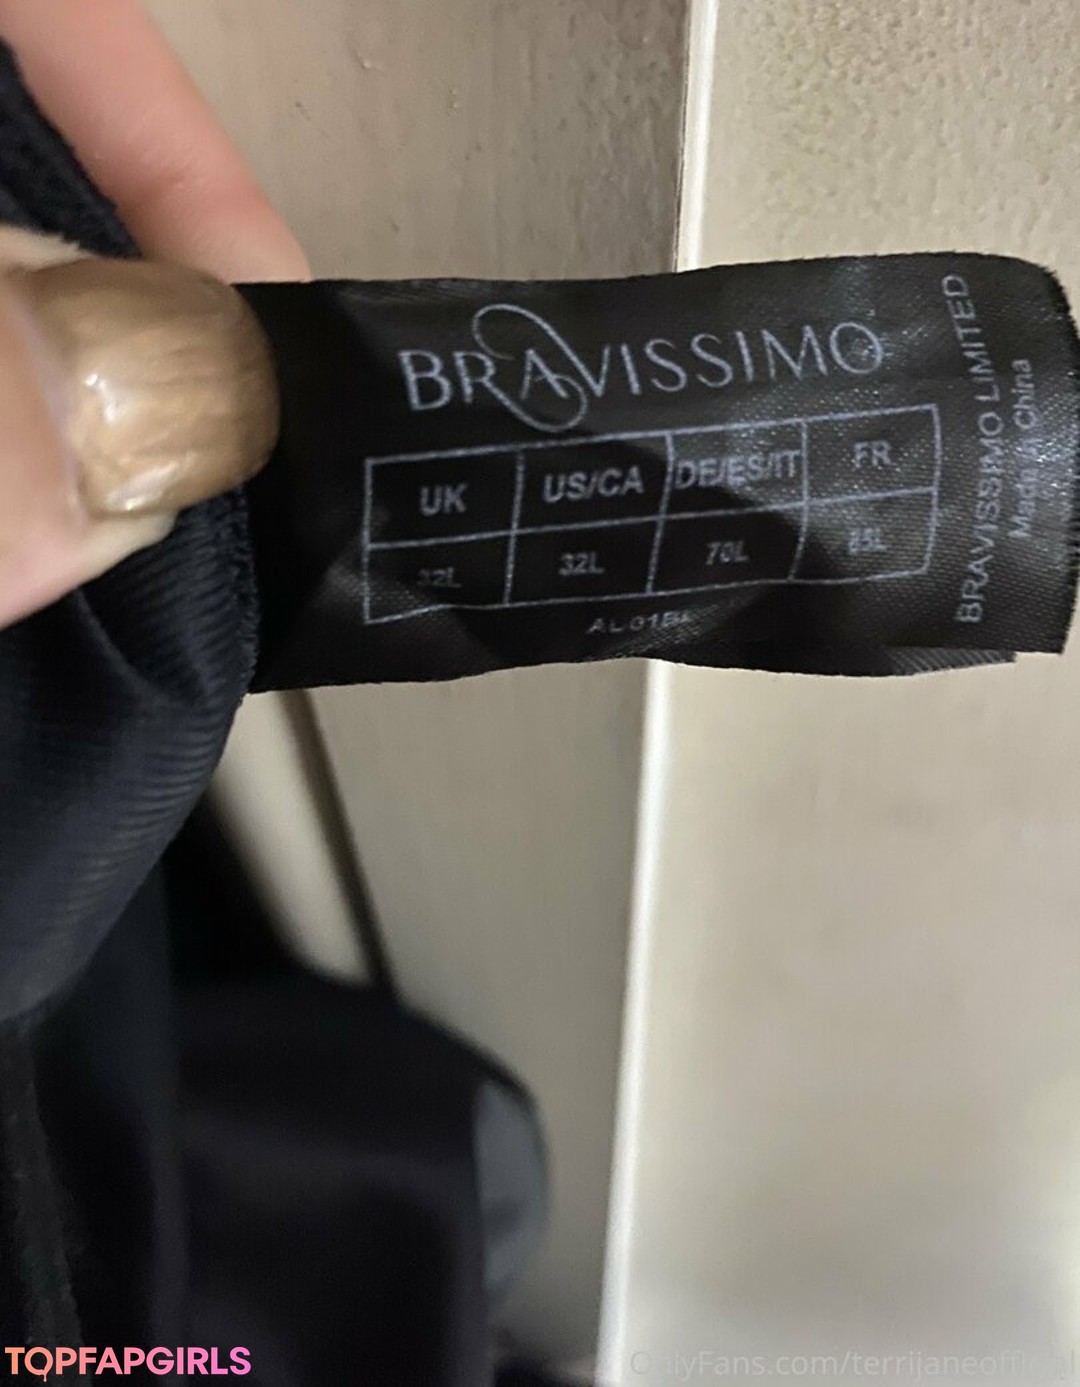 BRAVISSIMO
UK US/CA DE/ES/IT FR
32L 32L 70L 85L
BRAVISSIMO LIMITED
Made in China
TOPFAPGIRLS
OnlyFans.com/terrijaneofficial